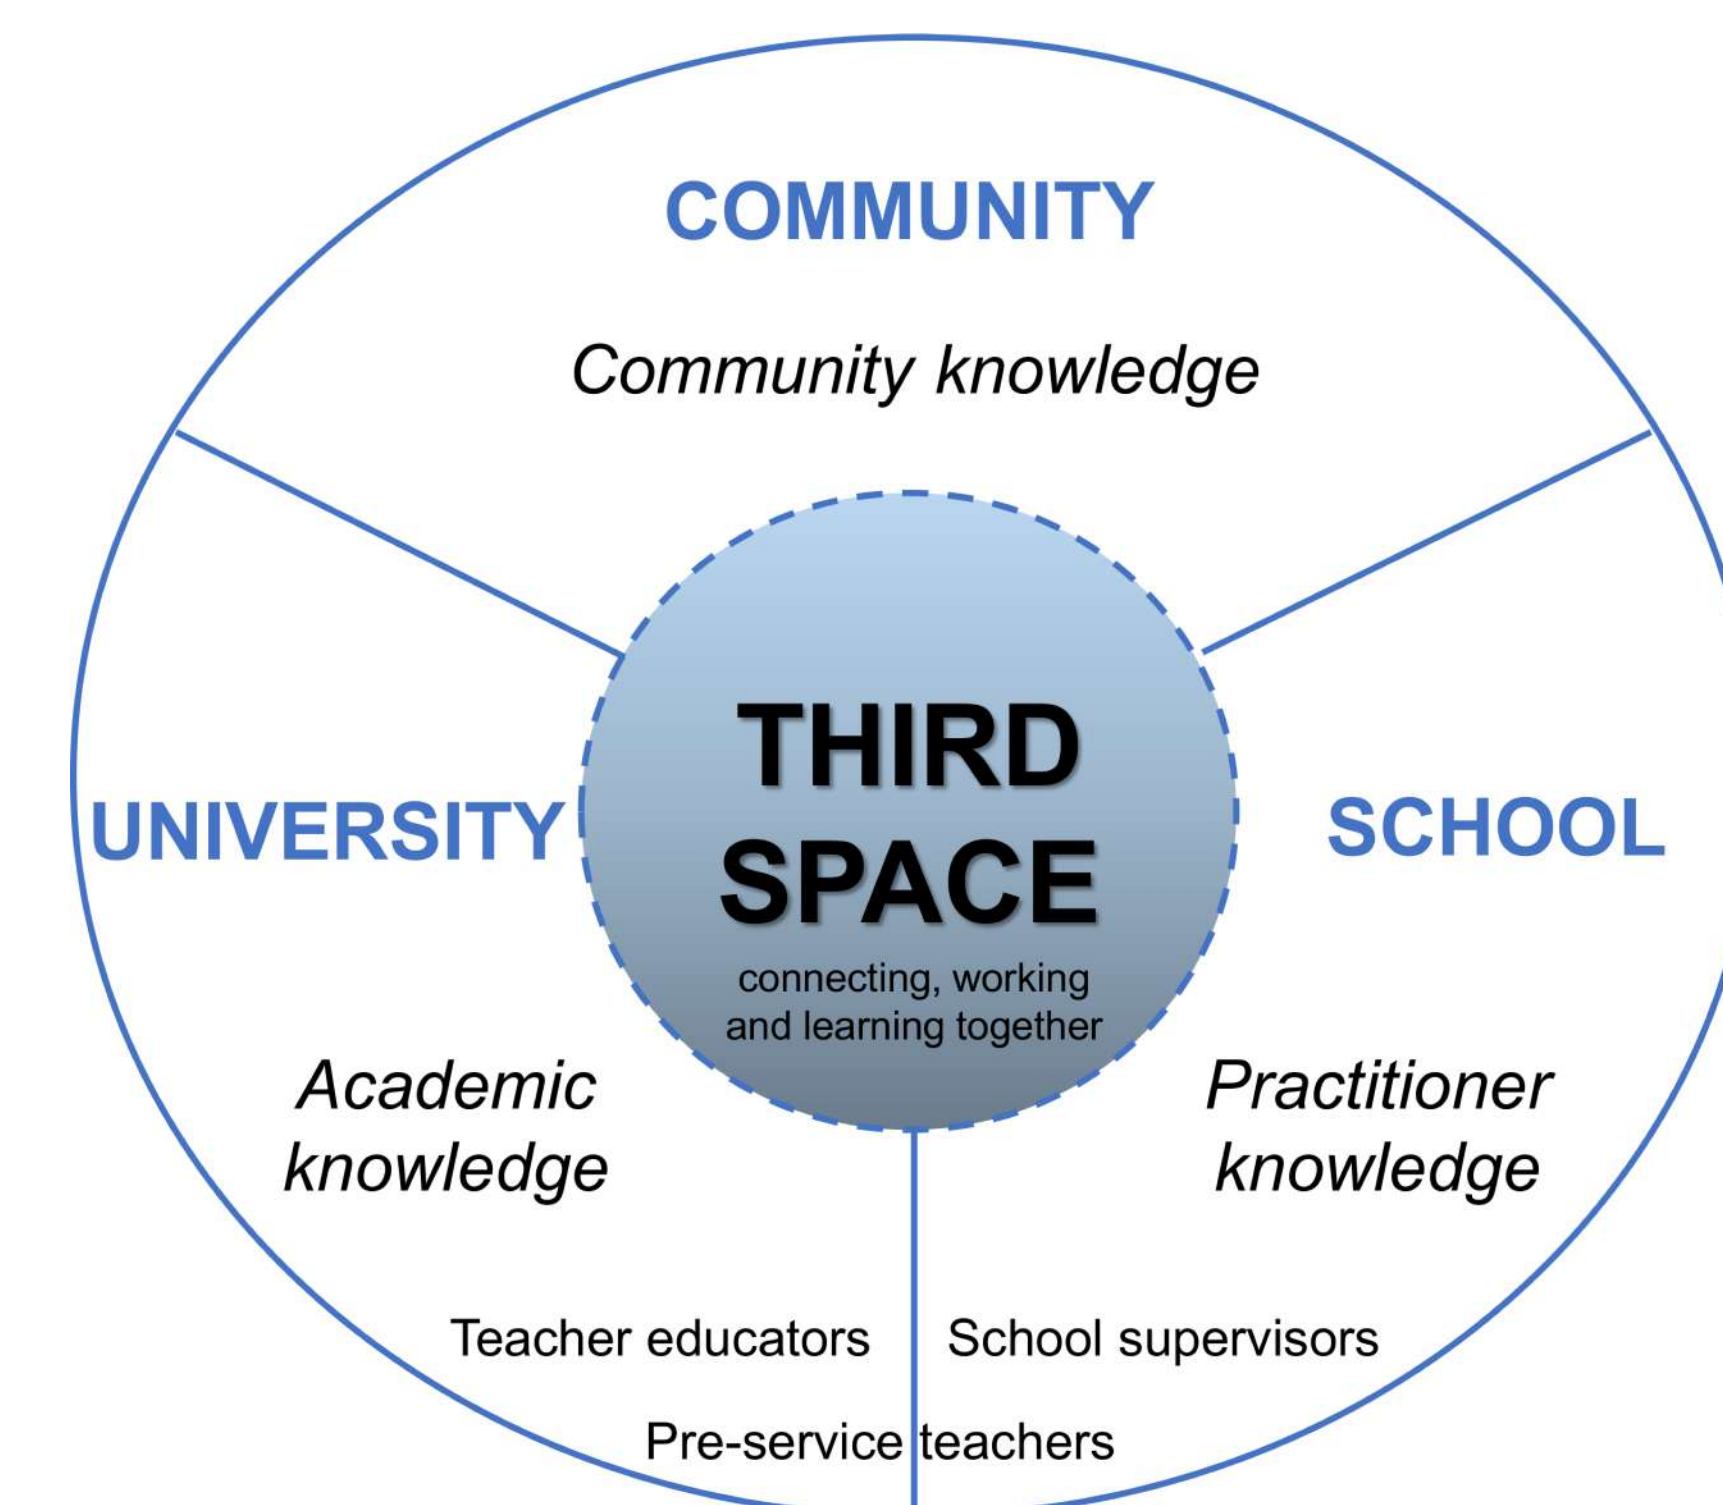 COMMUNITY
Community knowledge
THIRD
SPACE
connecting, working
and learning together
UNIVERSITY
Academic
knowledge
SCHOOL
Practitioner
knowledge
Teacher educators
School supervisors
Pre-service teachers